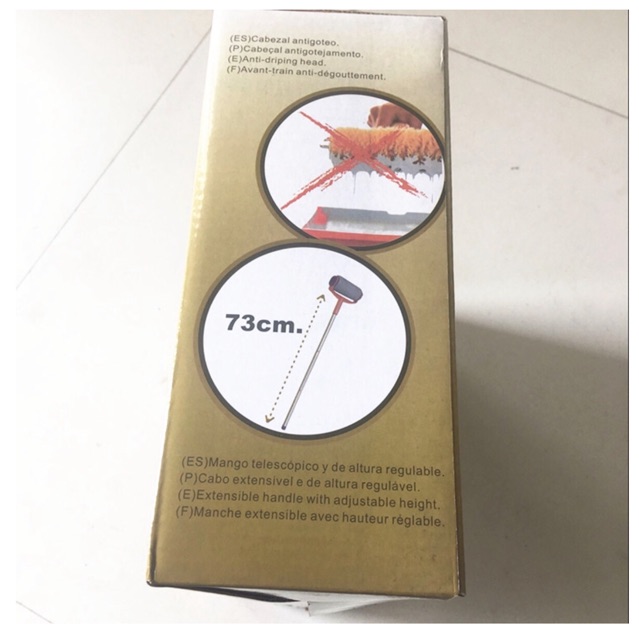 (ES)Cabezal antigoteo,
(P)Cabeçal antigotejamento.
(E)Anti-driping head.
(F)Avant-train anti-dégouttement.
73cm.
(ES)Mango telescópico y de altura regulable.
(P)Cabo extensivel e de altura regulável.
(E)Extensible handle with adjustable height.
(F)Manche extensible avec hauteur réglable.